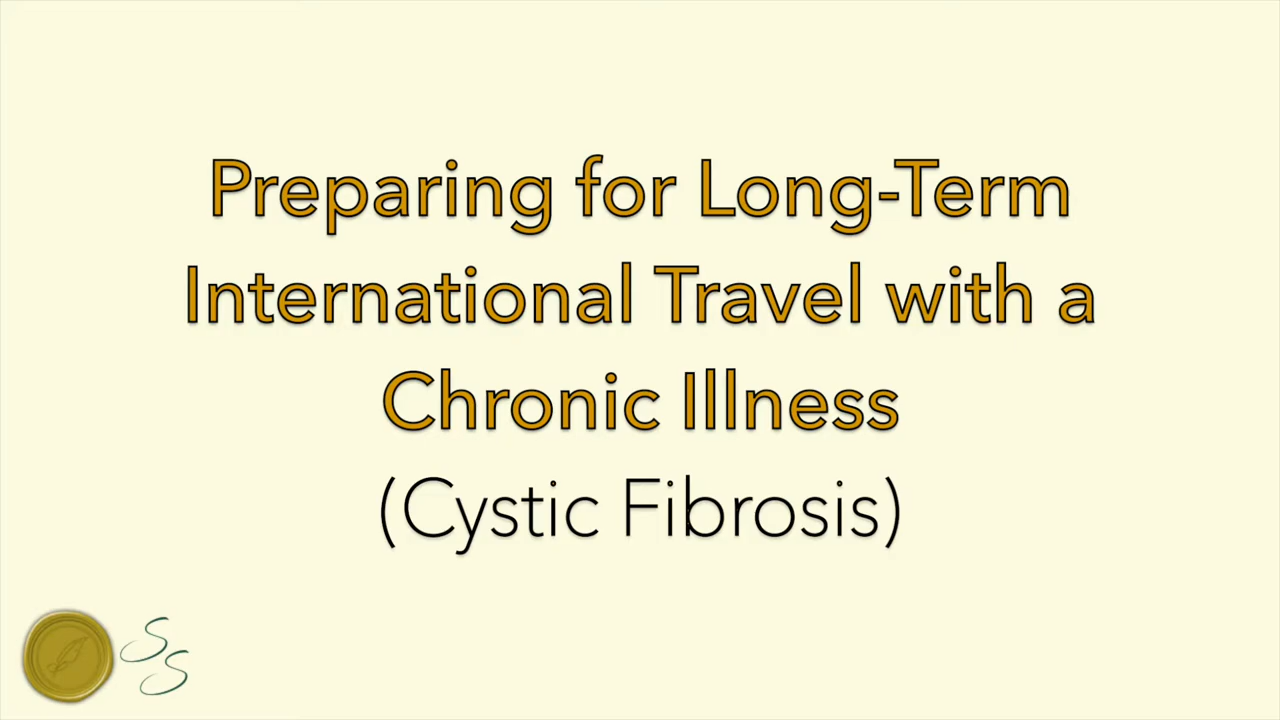 Preparing for Long-Term
International Travel with a
Chronic Illness
(Cystic Fibrosis)
S
S